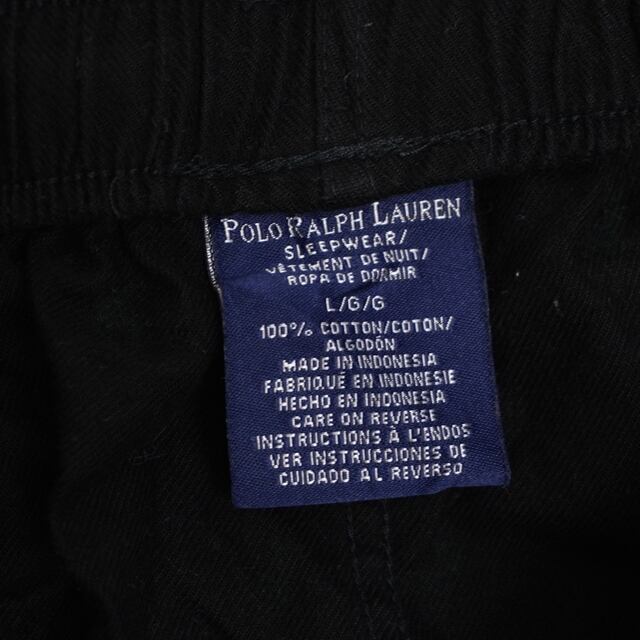 POLO RALPH LAUREN
SLEEPWEAR/
VÊTEMENT DE NUIT/
ROPA DE DORMIR
L/G/G
100% COTTON/COTON/
ALGODÓN
MADE IN INDONESIA
FABRIQUÉ EN INDONESIE
HECHO EN INDONESIA
CARE ON REVERSE
INSTRUCTIONS À L'ENDOS
VER INSTRUCCIONES DE
CUIDADO AL REVERSO